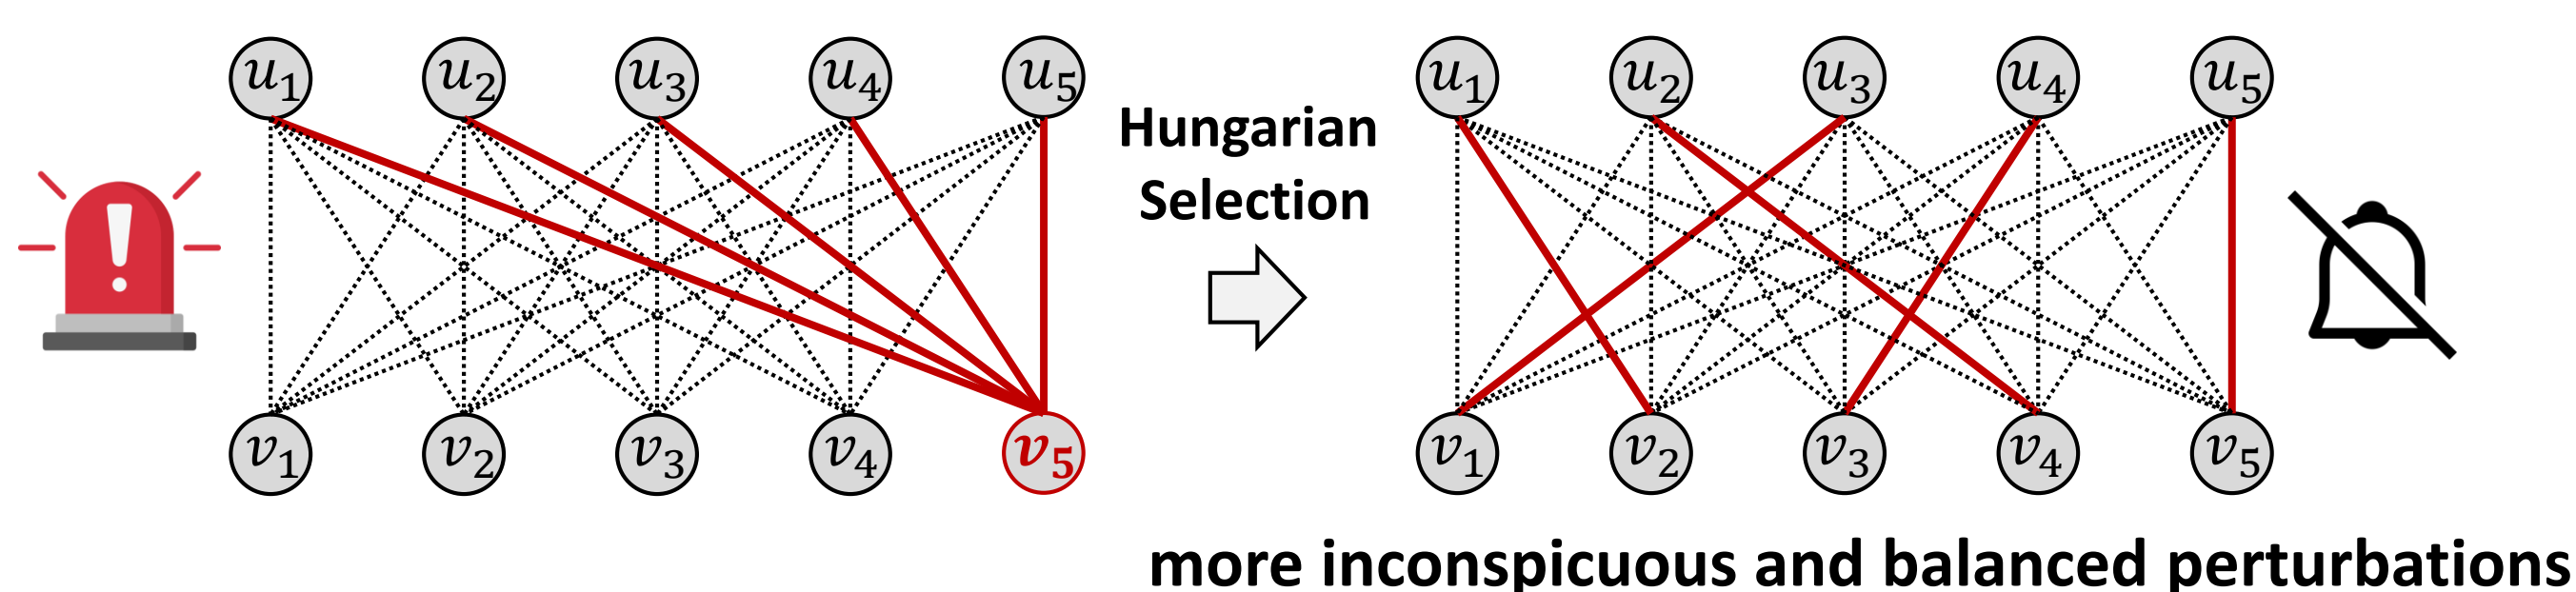 u1 u2 u3 u4 u5
v1 v2 v3 v4 v5
Hungarian
Selection
u1 u2 u3 u4 u5
v1 v2 v3 v4 v5
more inconspicuous and balanced perturbations